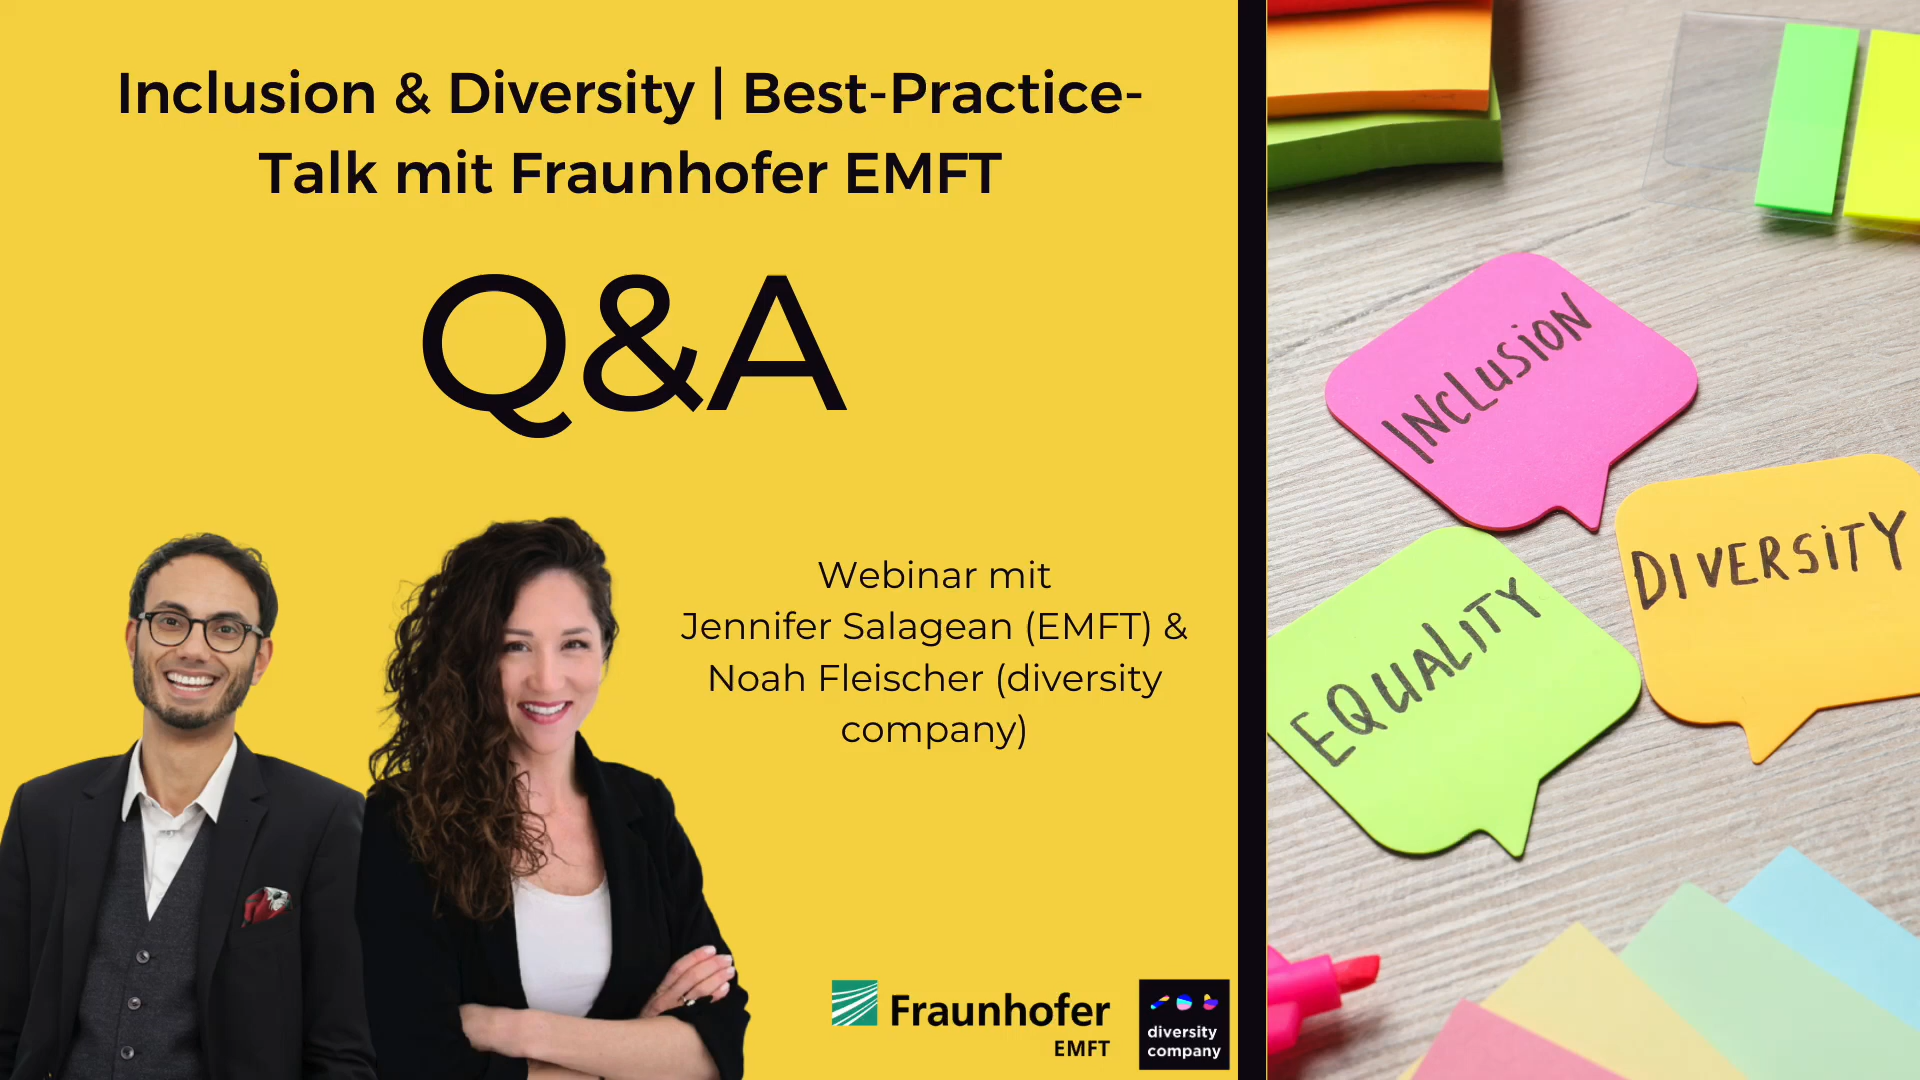 Inclusion & Diversity | Best-Practice-
Talk mit Fraunhofer EMFT
Q&A
Webinar mit
Jennifer Salagean (EMFT) &
Noah Fleischer (diversity
company)
Fraunhofer
EMFT
diversity
company
INCLUSION
DIVERSITY
EQUALITY